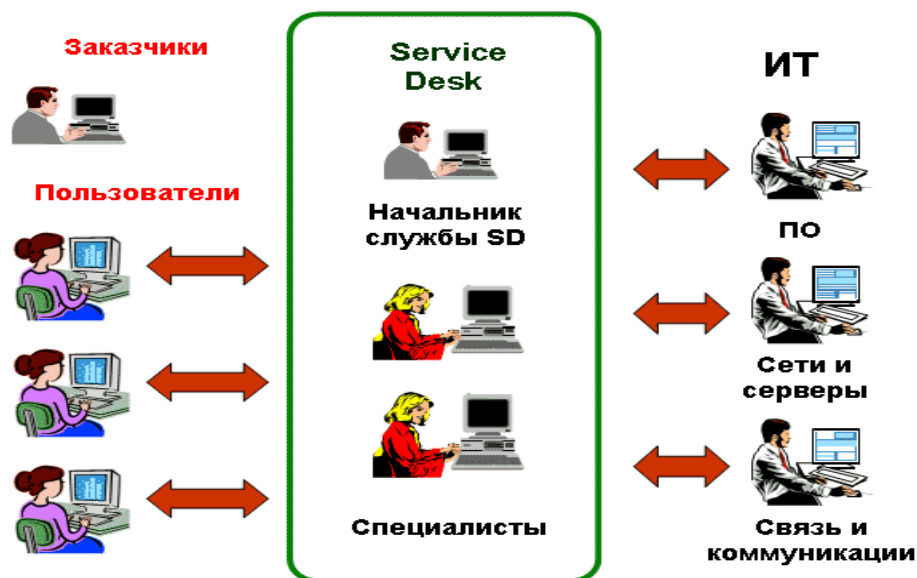 Заказчики
Пользователи
Service
Desk
Начальник
службы SD
Специалисты
ИТ
ПО
Сети и
серверы
Связь и
коммуникации